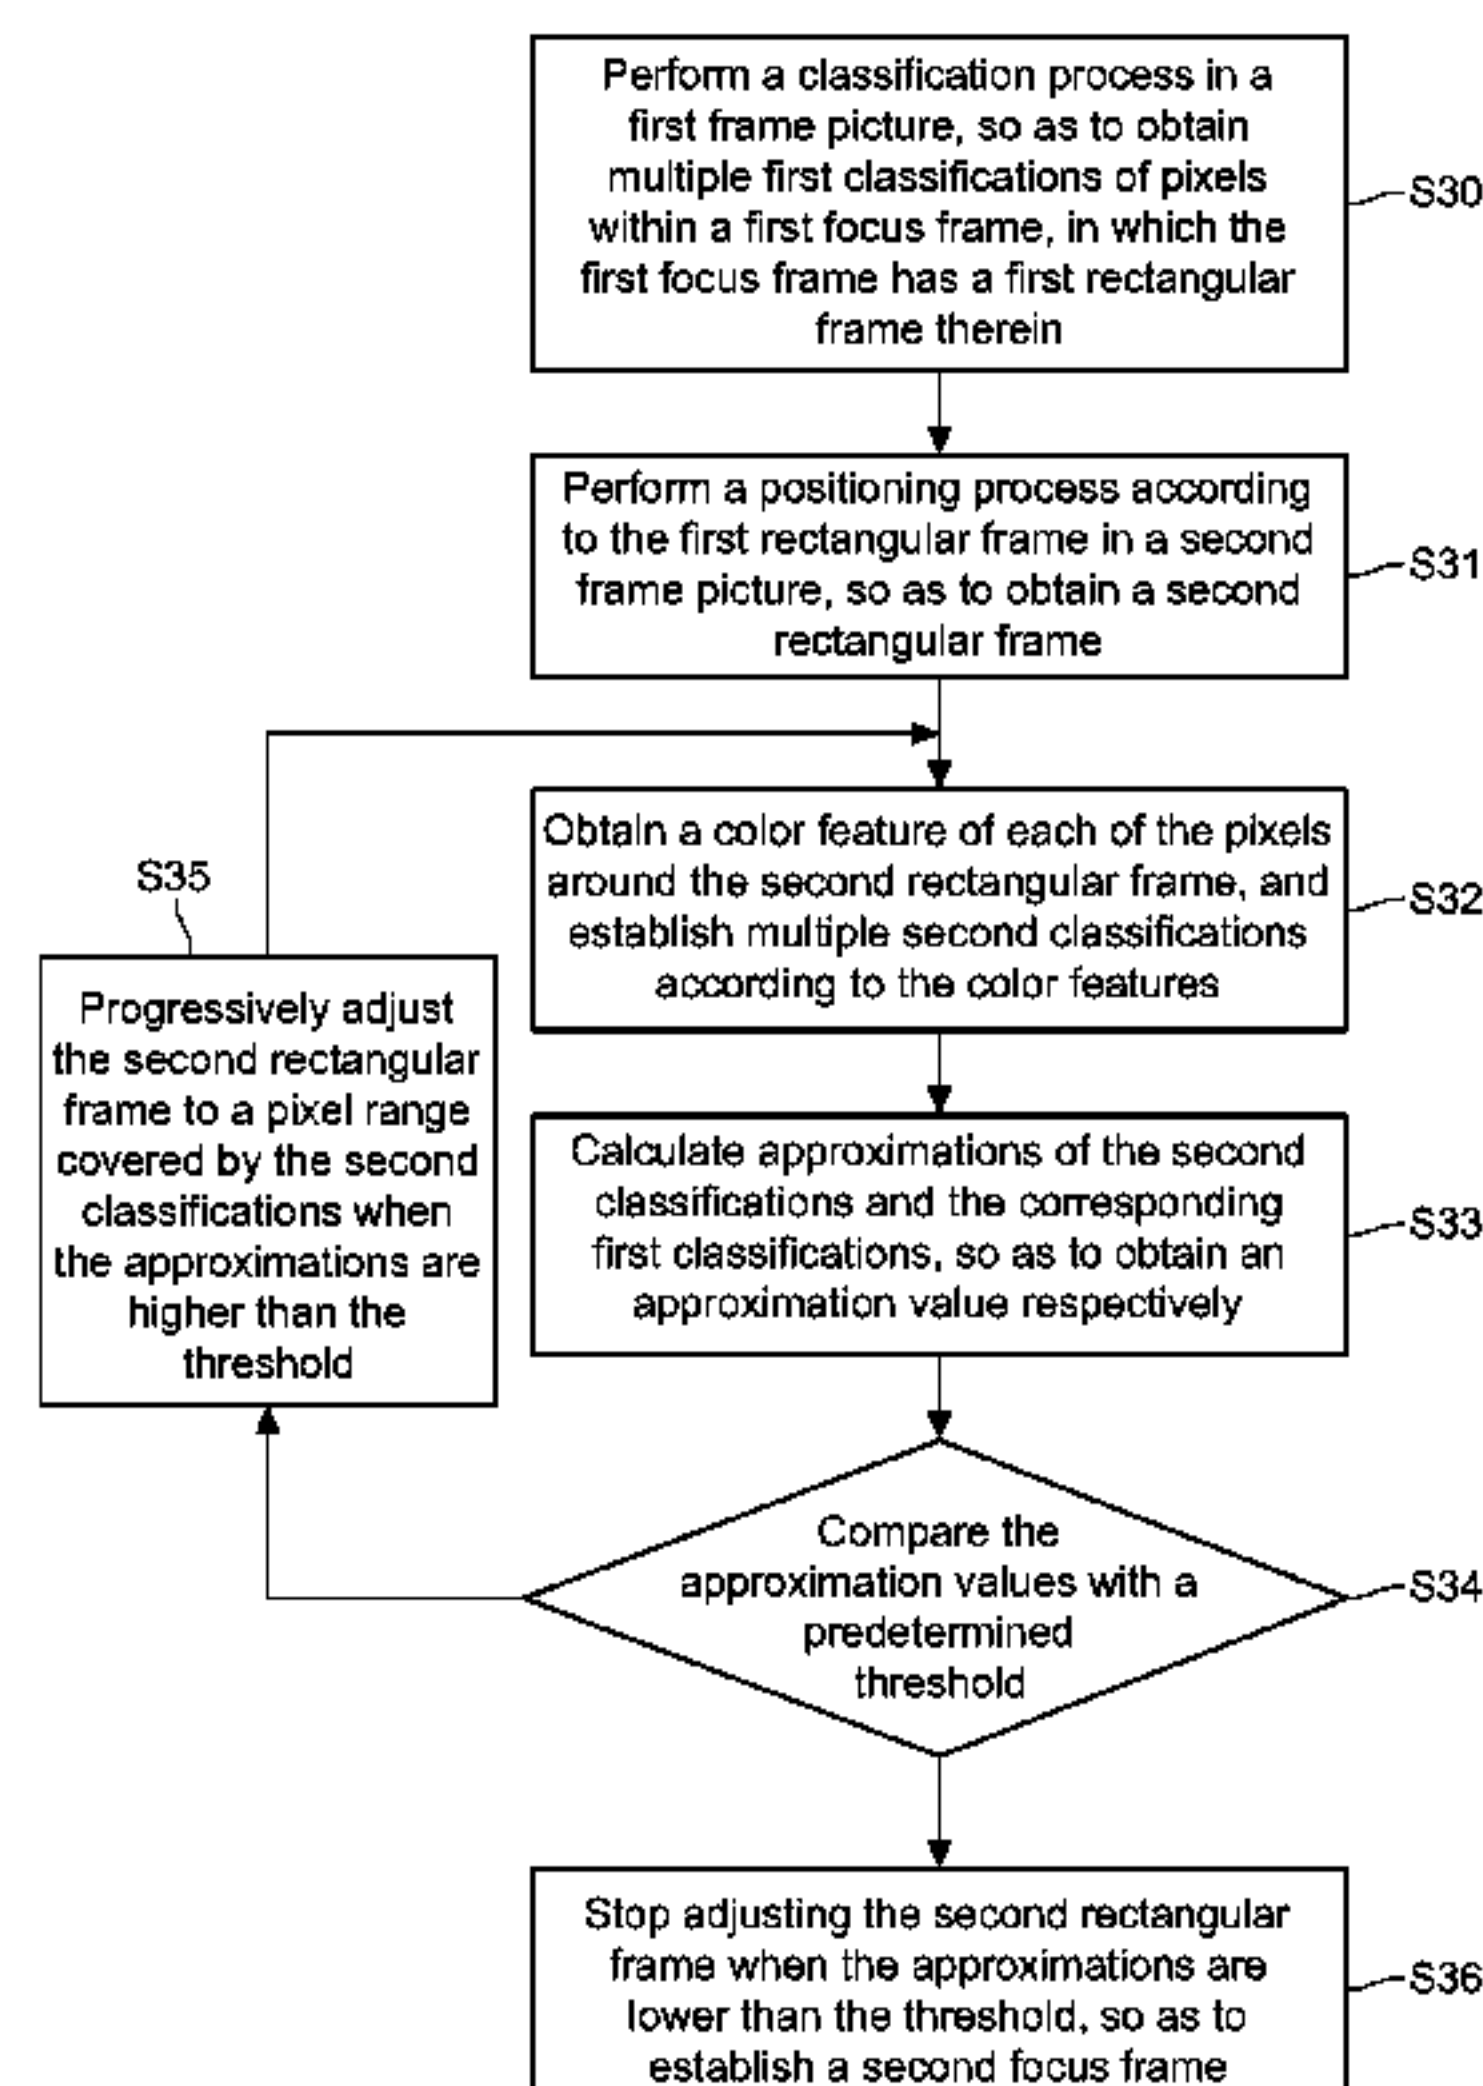 Perform a classification process in a
first frame picture, so as to obtain
multiple first classifications of pixels
within a first focus frame, in which the
first focus frame has a first rectangular
frame therein
S30
Perform a positioning process according
to the first rectangular frame in a second
frame picture, so as to obtain a second
rectangular frame
S31
Obtain a color feature of each of the pixels
around the second rectangular frame, and
establish multiple second classifications
according to the color features
S32
S35
Progressively adjust
the second rectangular
frame to a pixel range
covered by the second
classifications when
the approximations are
higher than the
threshold
Calculate approximations of the second
classifications and the corresponding
first classifications, so as to obtain an
approximation value respectively
S33
Compare the
approximation values with a
predetermined
threshold
S34
Stop adjusting the second rectangular
frame when the approximations are
lower than the threshold, so as to
establish a second focus frame
S36